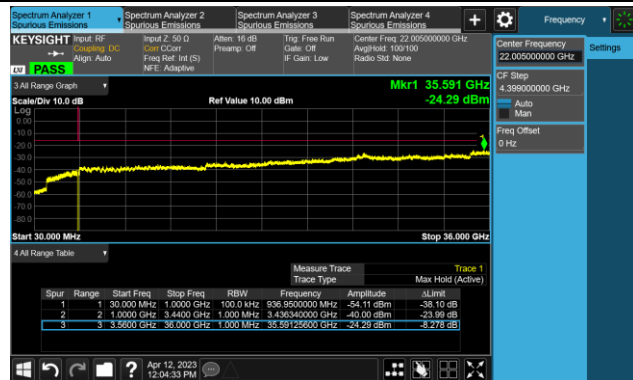 Spectrum Analyzer 1
Spurious Emissions
Spectrum Analyzer 2
Spurious Emissions
Spectrum Analyzer 3
Spurious Emissions
Spectrum Analyzer 4
Spurious Emissions
+
Frequency
KEYSIGHT
Input: RF
Coupling: DC
Align: Auto
Input Z: 50 Ω
Corr CCorr
Freq Ref: Int (S)
NFE: Adaptive
Atten: 16 dB
Preamp: Off
Trig: Free Run
Gate: Off
IF Gain: Low
Center Freq: 22.005000000 GHz
Avg|Hold: 100/100
Radio Std: None
LXI PASS
Center Frequency
22.005000000 GHz
Settings
CF Step
4.399000000 GHz
Auto
Man
Freq Offset
0 Hz
3 All Range Graph
Mkr1 35.591 GHz
Scale/Div 10.0 dB
Ref Value 10.00 dBm
-24.29 dBm
Log
0.00
-10.0
-20.0
-30.0
-40.0
-50.0
-60.0
-70.0
-80.0
1
Start 30.000 MHz
Stop 36.000 GHz
4 All Range Table
Measure Trace Trace 1
Trace Type Max Hold (Active)
Spur Range Start Freq Stop Freq RBW Frequency Amplitude ΔLimit
1 1 30.000 MHz 1.0000 GHz 100.0 kHz 936.9500000 MHz -54.11 dBm -38.10 dB
2 2 1.0000 GHz 3.4400 GHz 1.000 MHz 3.436340000 GHz -40.00 dBm -23.99 dB
3 3 3.5600 GHz 36.000 GHz 1.000 MHz 35.59125600 GHz -24.29 dBm -8.278 dB
?
Apr 12, 2023
12:04:33 PM